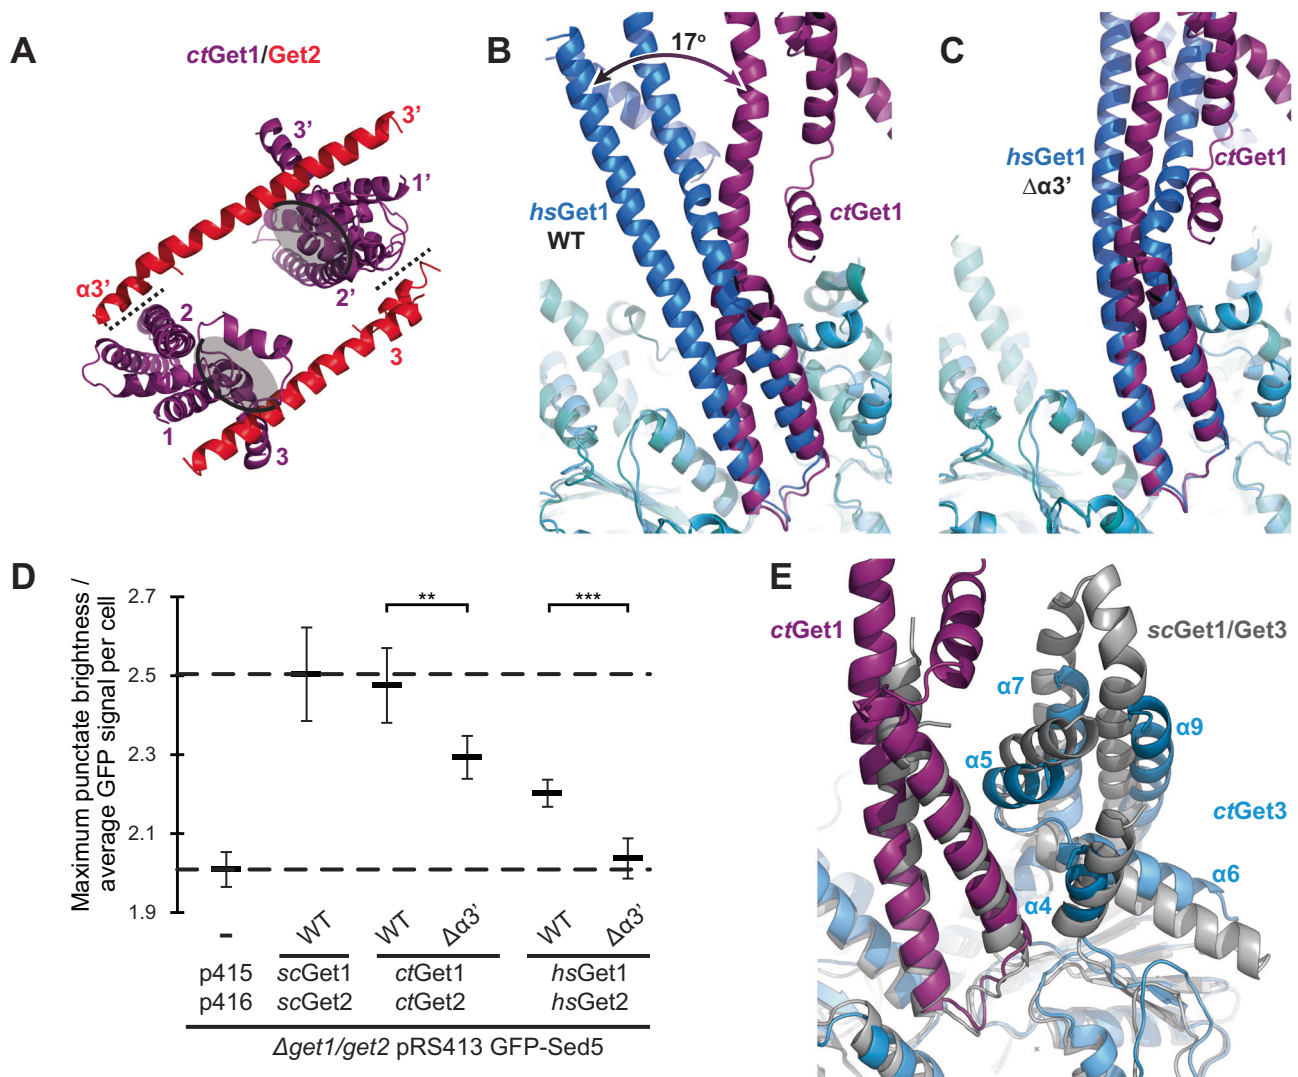 A
ctGet1/Get2
3'
3'
1'
α3'
2
2'
3
1
3
B
17°
hsGet1
WT
ctGet1
C
hsGet1
Δα3'
ctGet1
D
Maximum punctate brightness /
average GFP signal per cell
2.7
2.5
2.3
2.1
1.9
**
***
-
WT
WT
Δα3'
WT
Δα3'
p415
scGet1
ctGet1
hsGet1
p416
scGet2
ctGet2
hsGet2
Δget1/get2 pRS413 GFP-Sed5
E
ctGet1
scGet1/Get3
α7
α9
α5
ctGet3
α6
α4